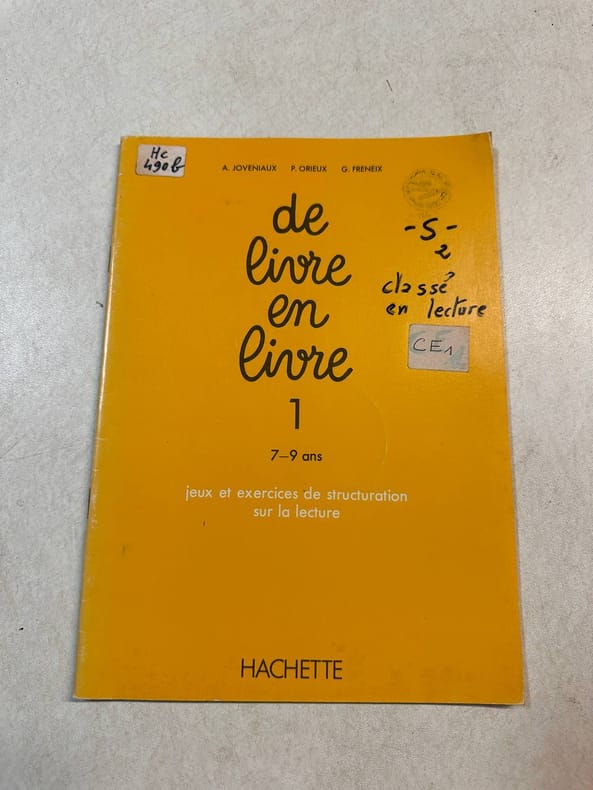 Hc
490b
A. JOVENIAUX P. ORIEUX G. FRENEIX
de
livre
en
livre
1
7–9 ans
jeux et exercices de structuration
sur la lecture
HACHETTE
-S-
2
classé
en lecture
CE1